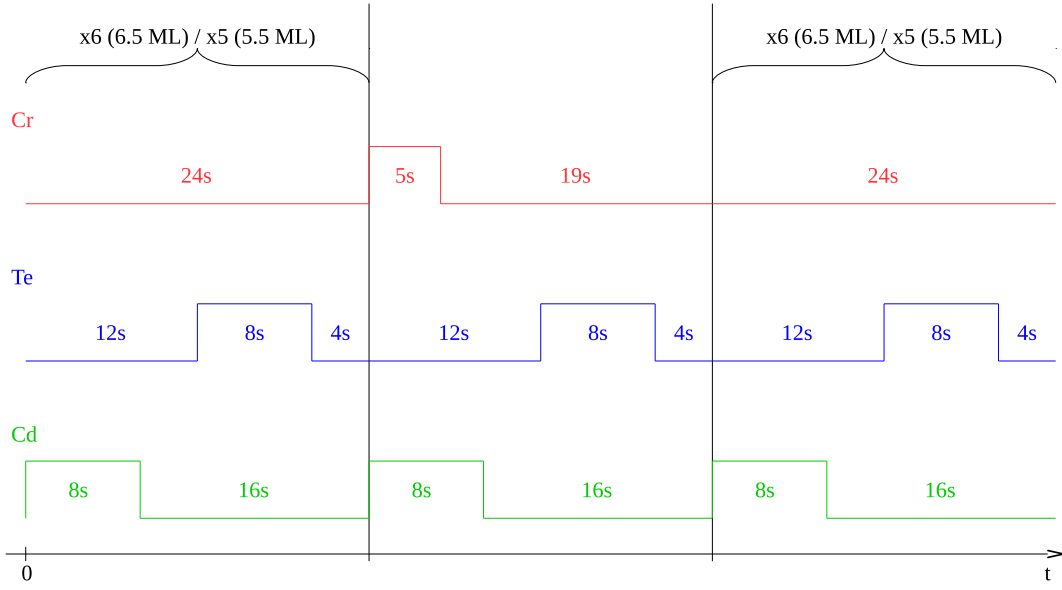 x6 (6.5 ML) / x5 (5.5 ML) x6 (6.5 ML) / x5 (5.5 ML)
Cr
24s 5s 19s 24s
Te
12s 8s 4s 12s 8s 4s 12s 8s 4s
Cd
8s 16s 8s 16s 8s 16s
0 t